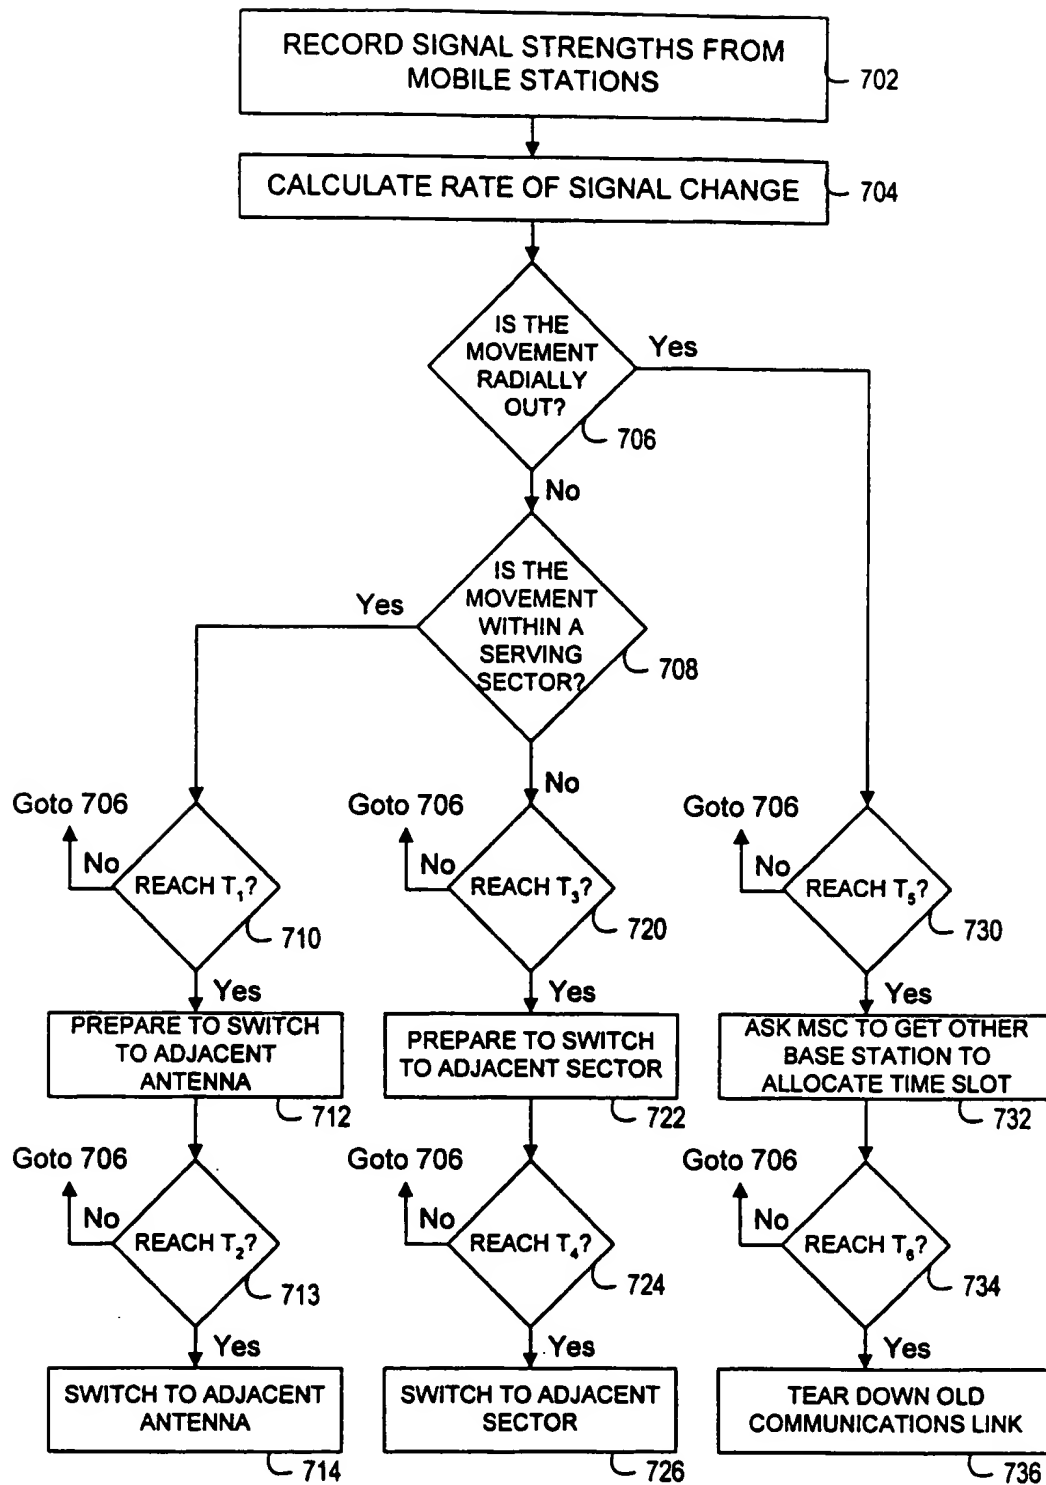 RECORD SIGNAL STRENGTHS FROM
MOBILE STATIONS
702
CALCULATE RATE OF SIGNAL CHANGE
704
IS THE
MOVEMENT
RADIALLY
OUT?
Yes
706
No
IS THE
MOVEMENT
WITHIN A
SERVING
SECTOR?
Yes
708
No
Goto 706
No
REACH T₁?
710
Yes
PREPARE TO SWITCH
TO ADJACENT
ANTENNA
712
Goto 706
No
REACH T₂?
713
Yes
SWITCH TO ADJACENT
ANTENNA
714
Goto 706
No
REACH T₃?
720
Yes
PREPARE TO SWITCH
TO ADJACENT SECTOR
722
Goto 706
No
REACH T₄?
724
Yes
SWITCH TO ADJACENT
SECTOR
726
Goto 706
No
REACH T₅?
730
Yes
ASK MSC TO GET OTHER
BASE STATION TO
ALLOCATE TIME SLOT
732
Goto 706
No
REACH T₆?
734
Yes
TEAR DOWN OLD
COMMUNICATIONS LINK
736